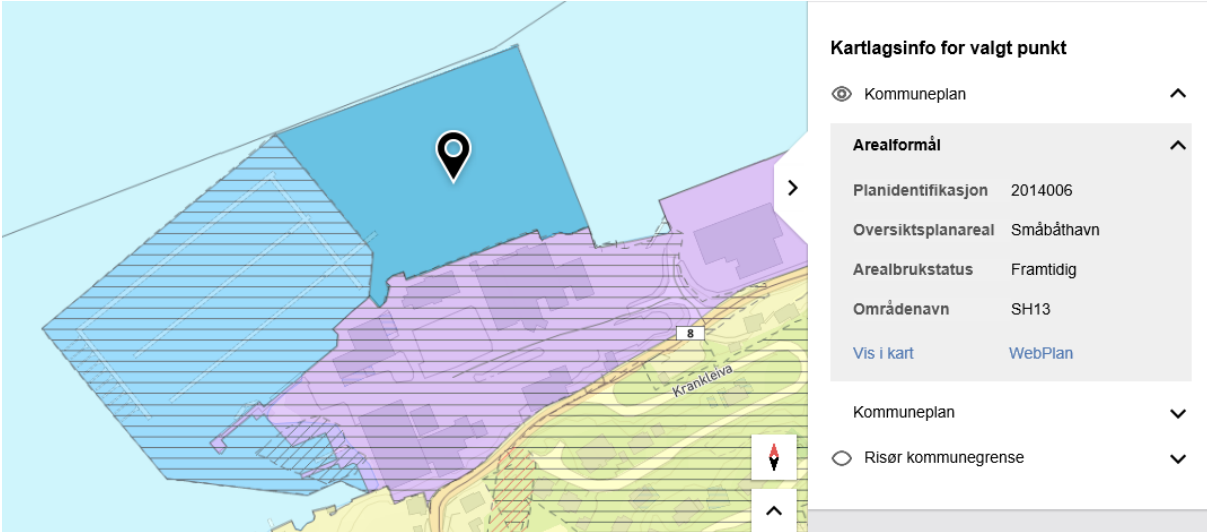 8
Krankleiva
Kartlagsinfo for valgt punkt
Kommuneplan
Arealformål
Planidentifikasjon 2014006
Oversiktsplanareal Småbåthavn
Arealbrukstatus Framtidig
Områdenavn SH13
Vis i kart WebPlan
Kommuneplan
Risør kommunegrense